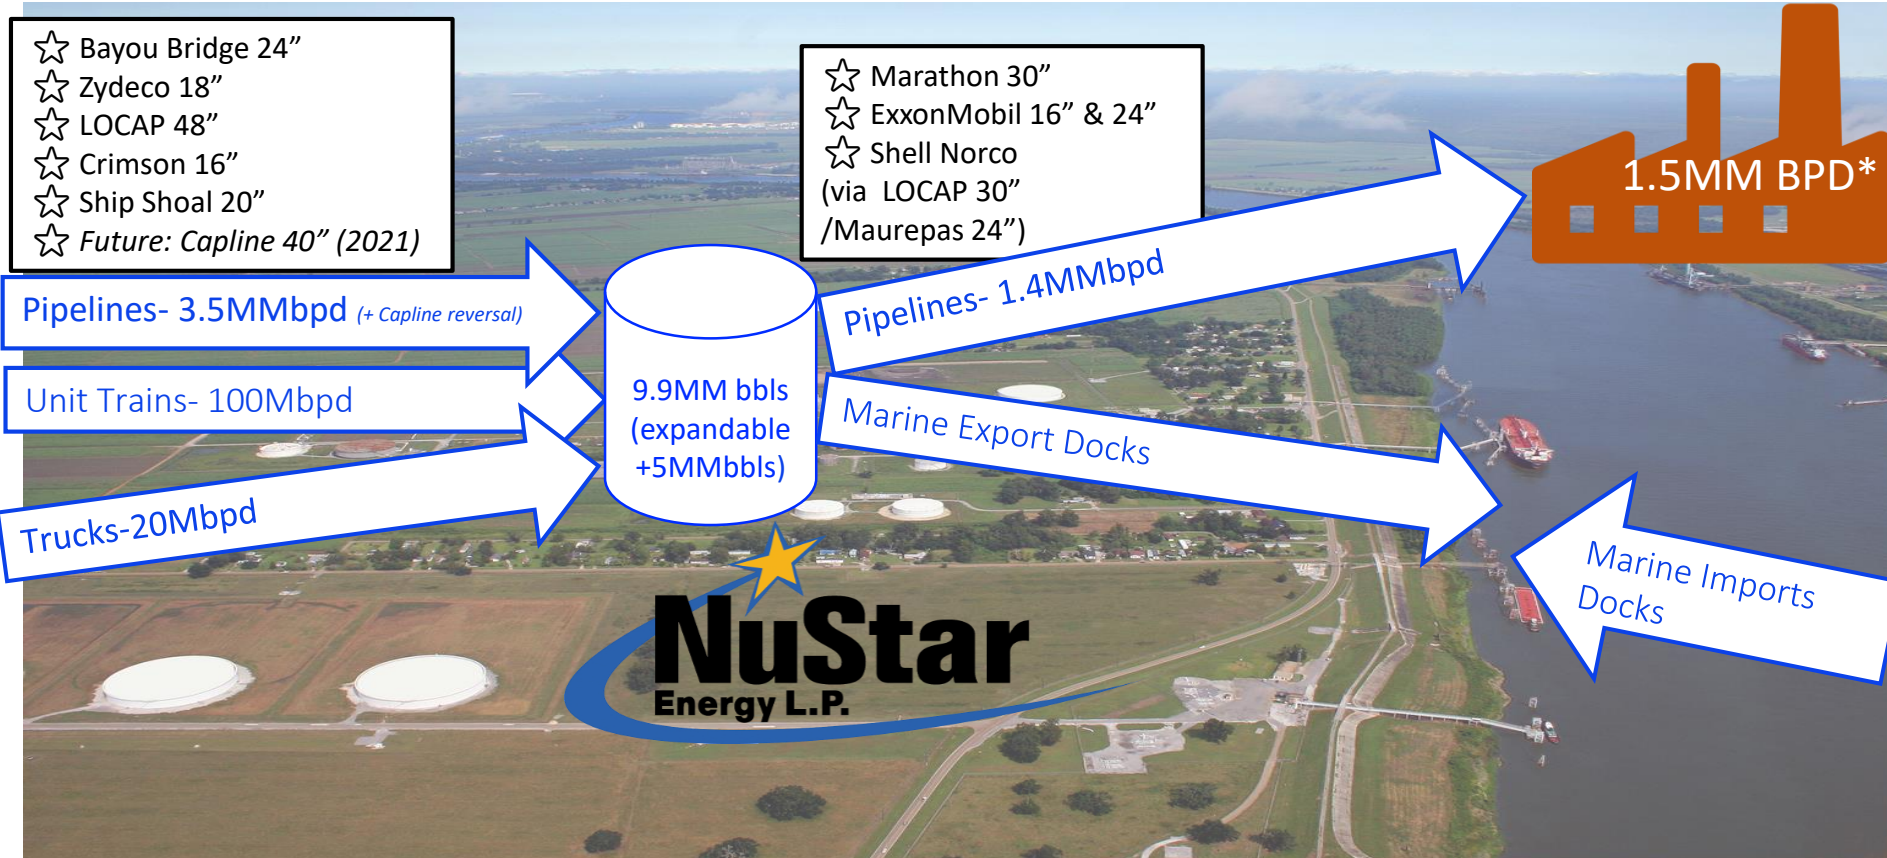 Bayou Bridge 24”
Zydeco 18”
LOCAP 48”
Crimson 16”
Ship Shoal 20”
Future: Capline 40” (2021)
Marathon 30”
ExxonMobil 16” & 24”
Shell Norco
(via LOCAP 30”
/Maurepas 24”)
1.5MM BPD*
Pipelines- 3.5MMbpd (+ Capline reversal)
Unit Trains- 100Mbpd
Trucks-20Mbpd
9.9MM bbls
(expandable
+5MMbbls)
Pipelines- 1.4MMbpd
Marine Export Docks
Marine Imports
Docks
NuStar
Energy L.P.